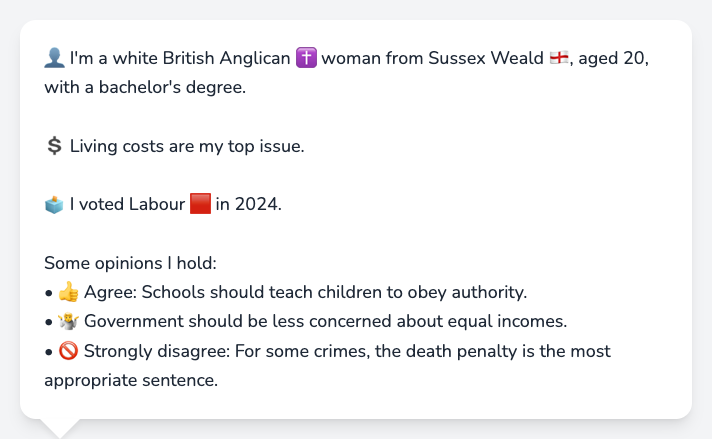 👤 I'm a white British Anglican ✝️ woman from Sussex Weald 🏴󠁧󠁢󠁥󠁮󠁧󠁿, aged 20,
with a bachelor's degree.
💲 Living costs are my top issue.
🗳️ I voted Labour 🟥 in 2024.
Some opinions I hold:
• 👍 Agree: Schools should teach children to obey authority.
• 🤷 Government should be less concerned about equal incomes.
• 🚫 Strongly disagree: For some crimes, the death penalty is the most
appropriate sentence.